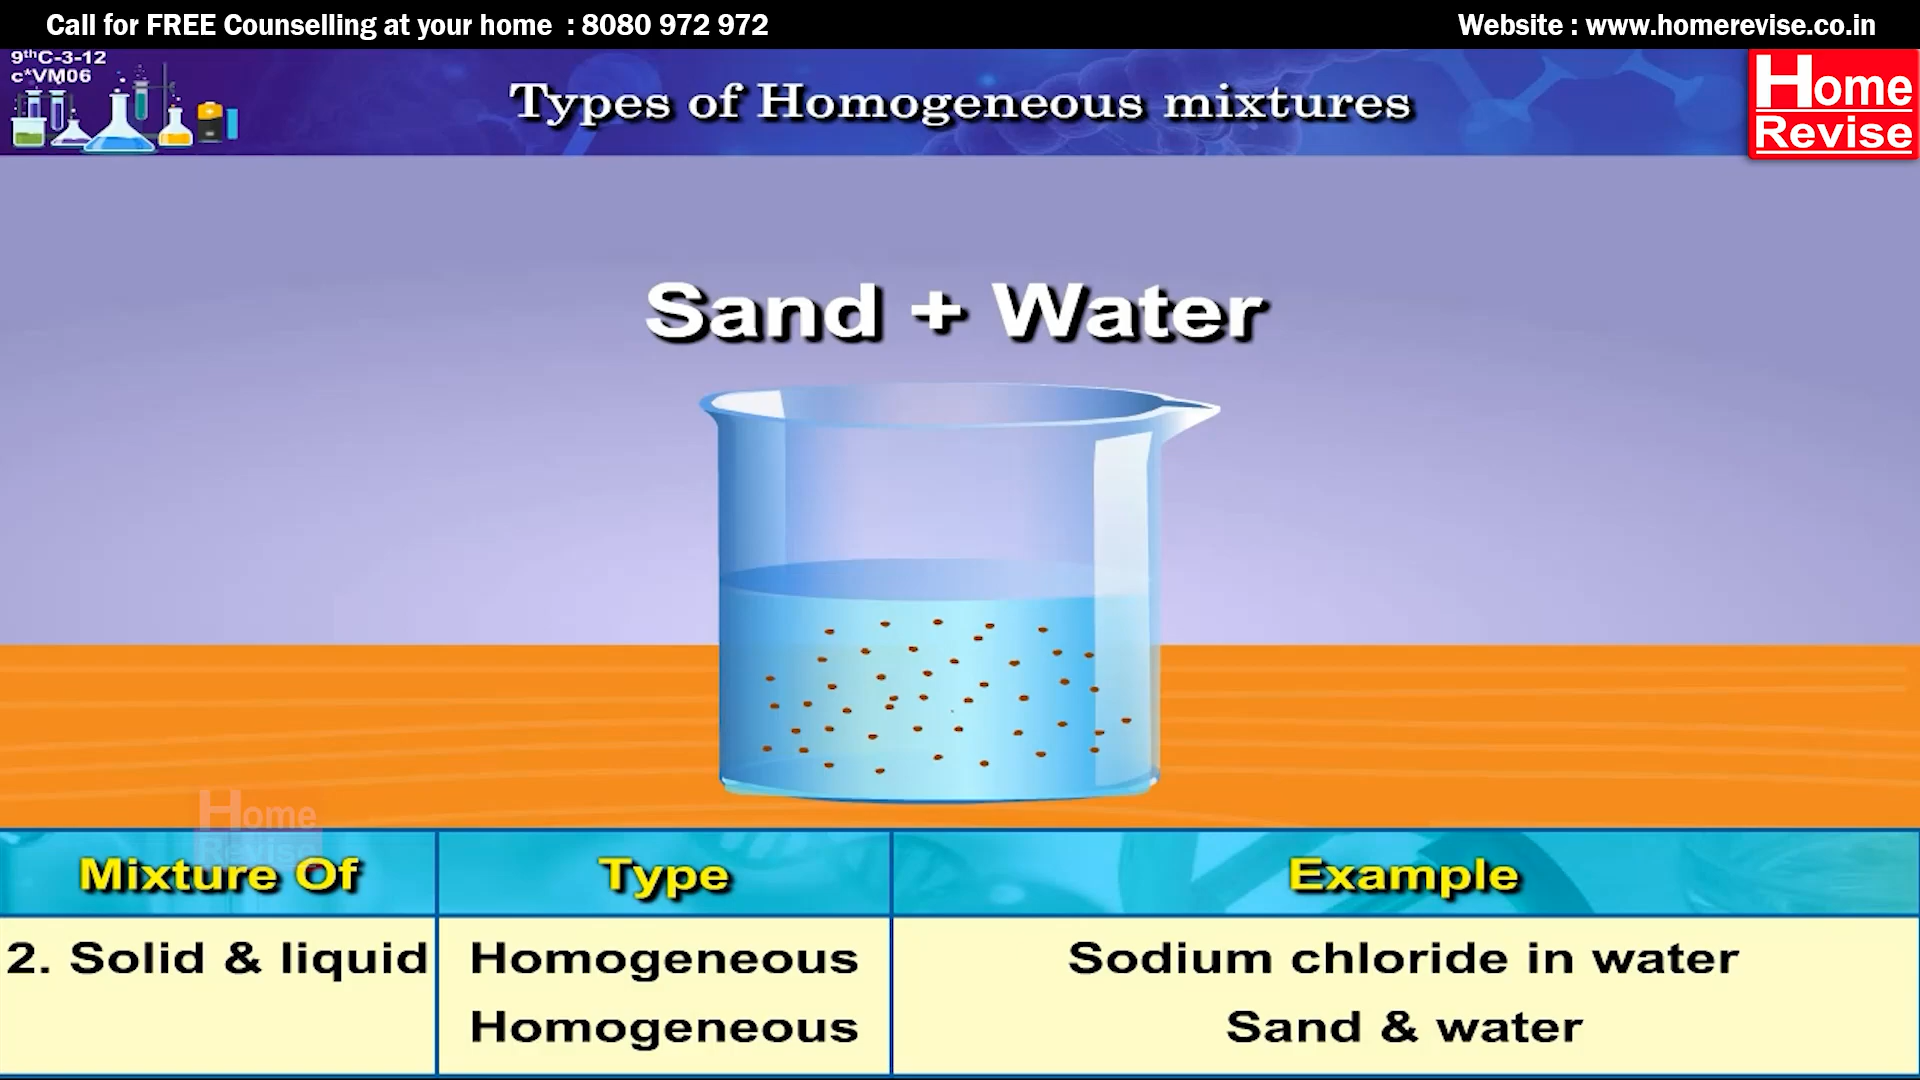 Call for FREE Counselling at your home : 8080 972 972
Website : www.homerevise.co.in
9thC-3-12
c*VM06
Types of Homogeneous mixtures
Home
Revise
Sand + Water
Home
Revise
Mixture Of
Type
Example
2. Solid & liquid
Homogeneous
Sodium chloride in water
Homogeneous
Sand & water